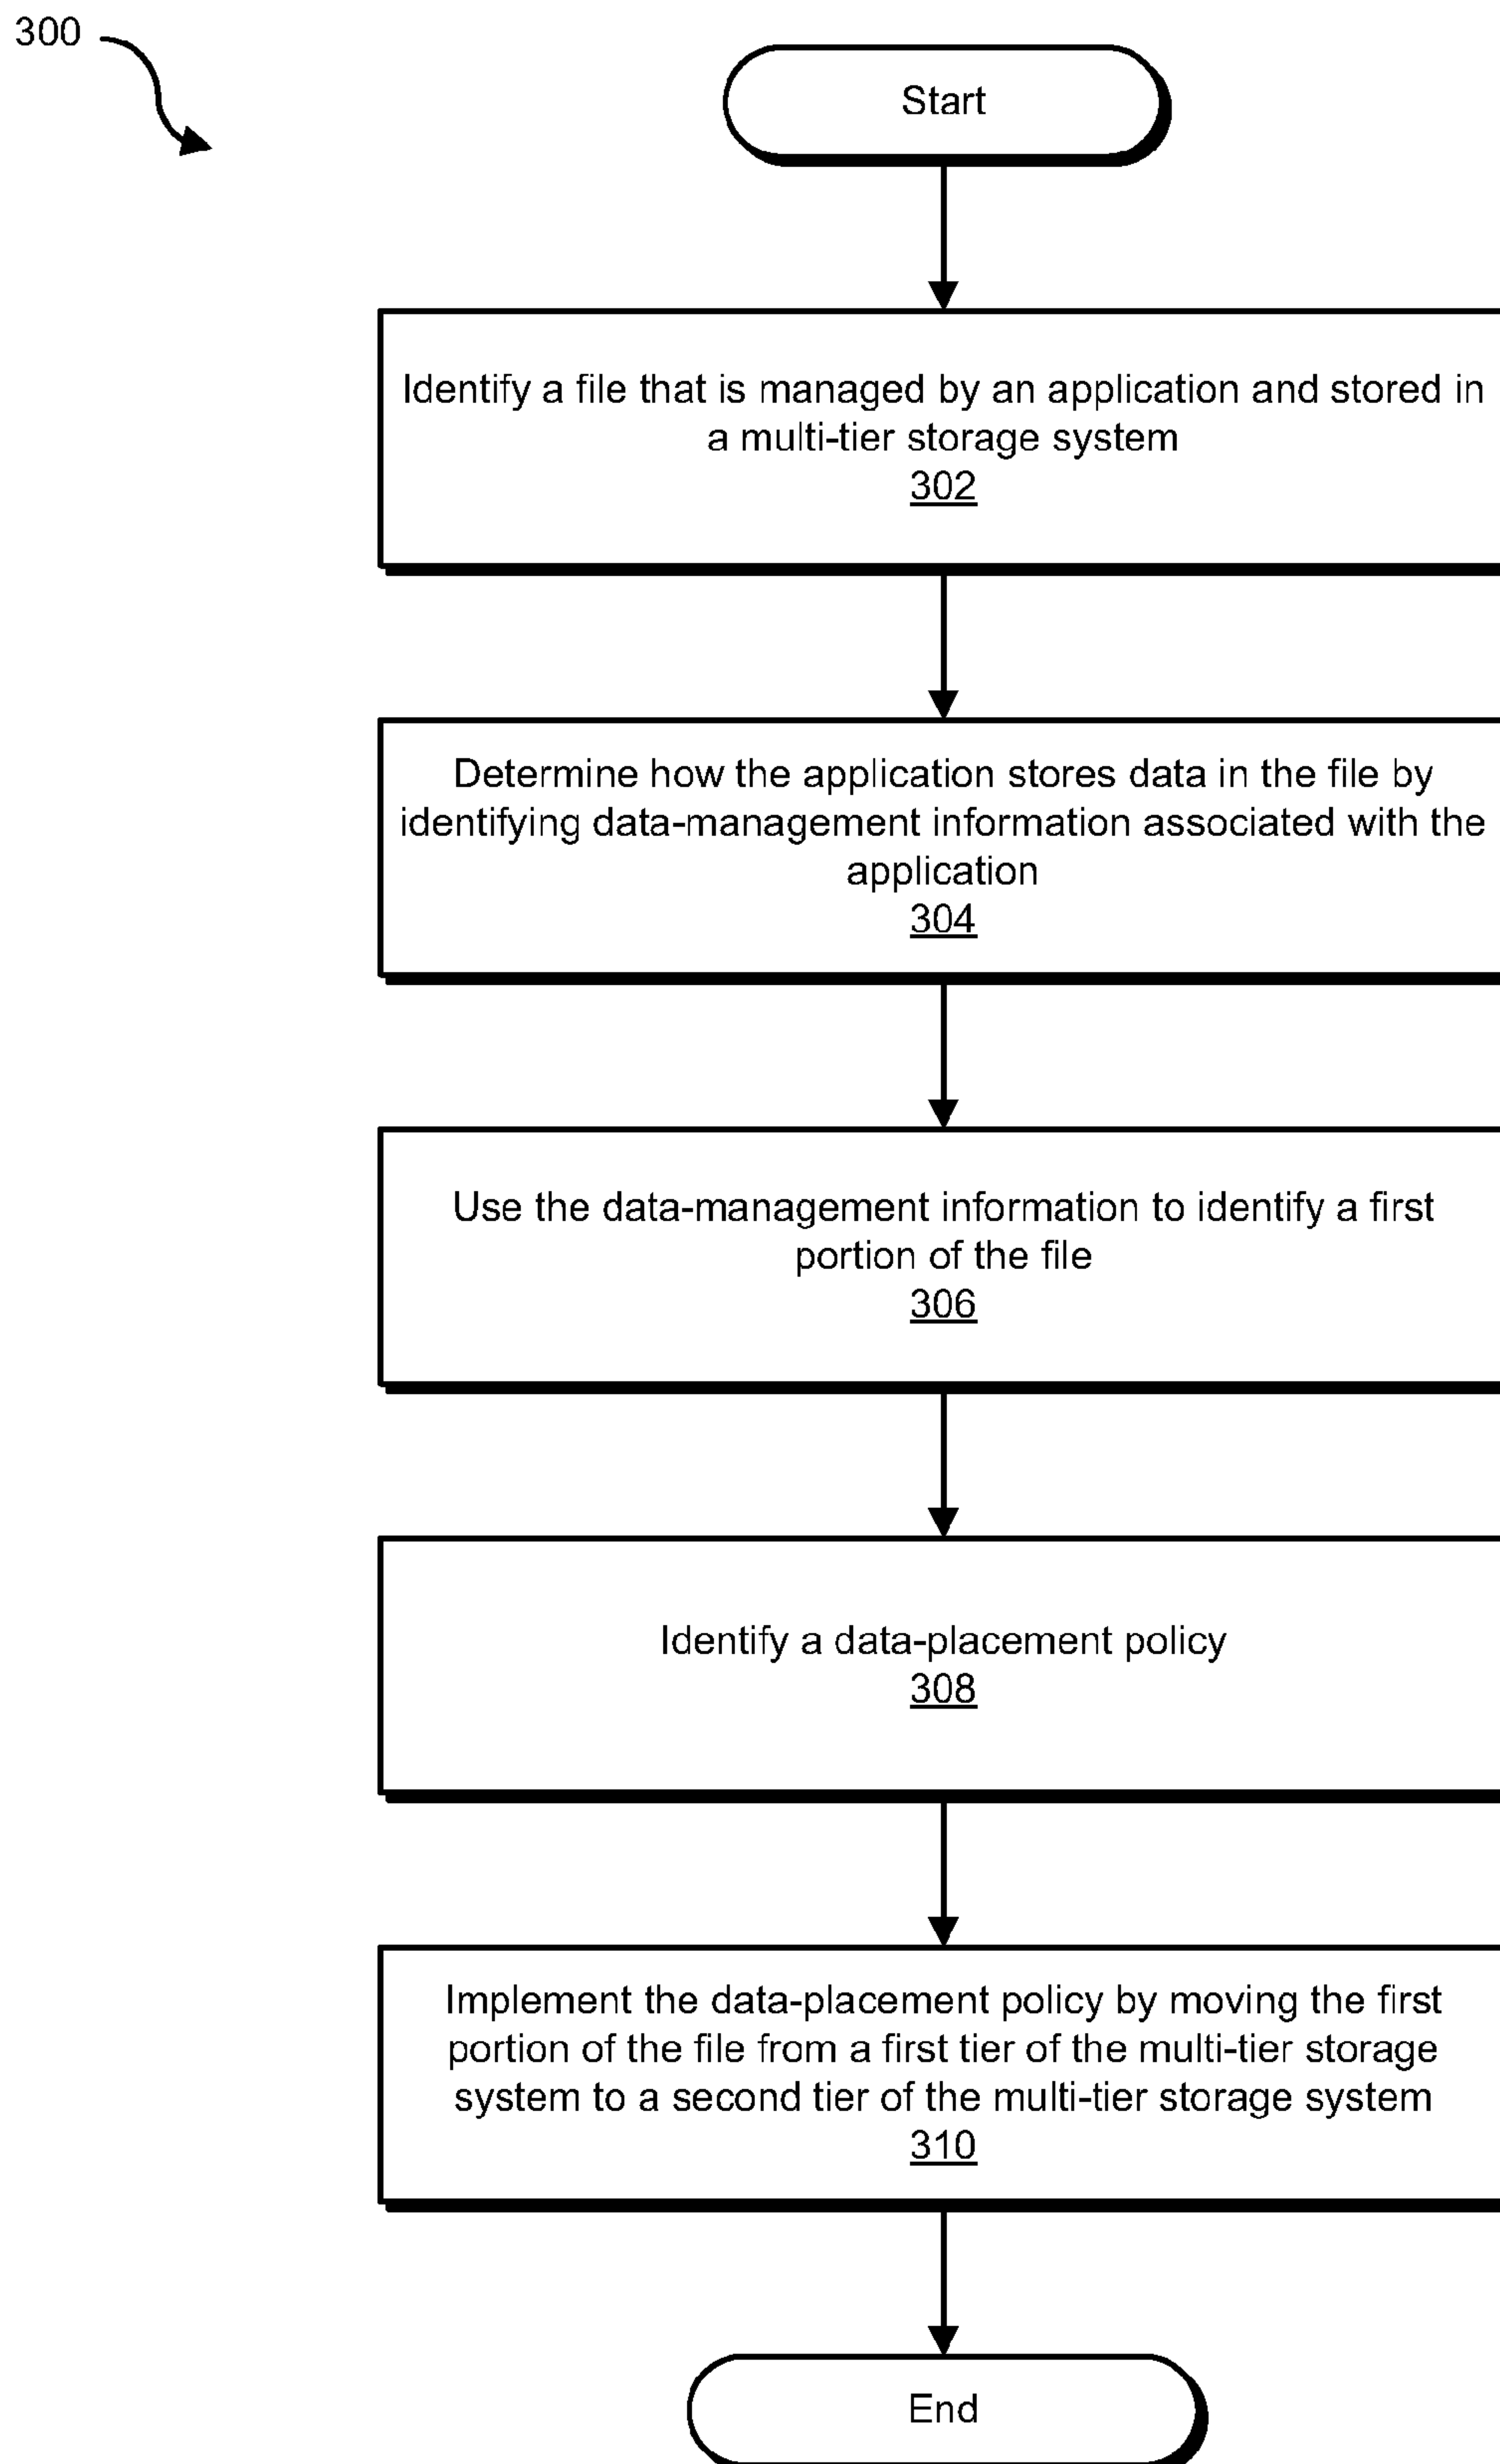 300
Start
Identify a file that is managed by an application and stored in
a multi-tier storage system
302
Determine how the application stores data in the file by
identifying data-management information associated with the
application
304
Use the data-management information to identify a first
portion of the file
306
Identify a data-placement policy
308
Implement the data-placement policy by moving the first
portion of the file from a first tier of the multi-tier storage
system to a second tier of the multi-tier storage system
310
End